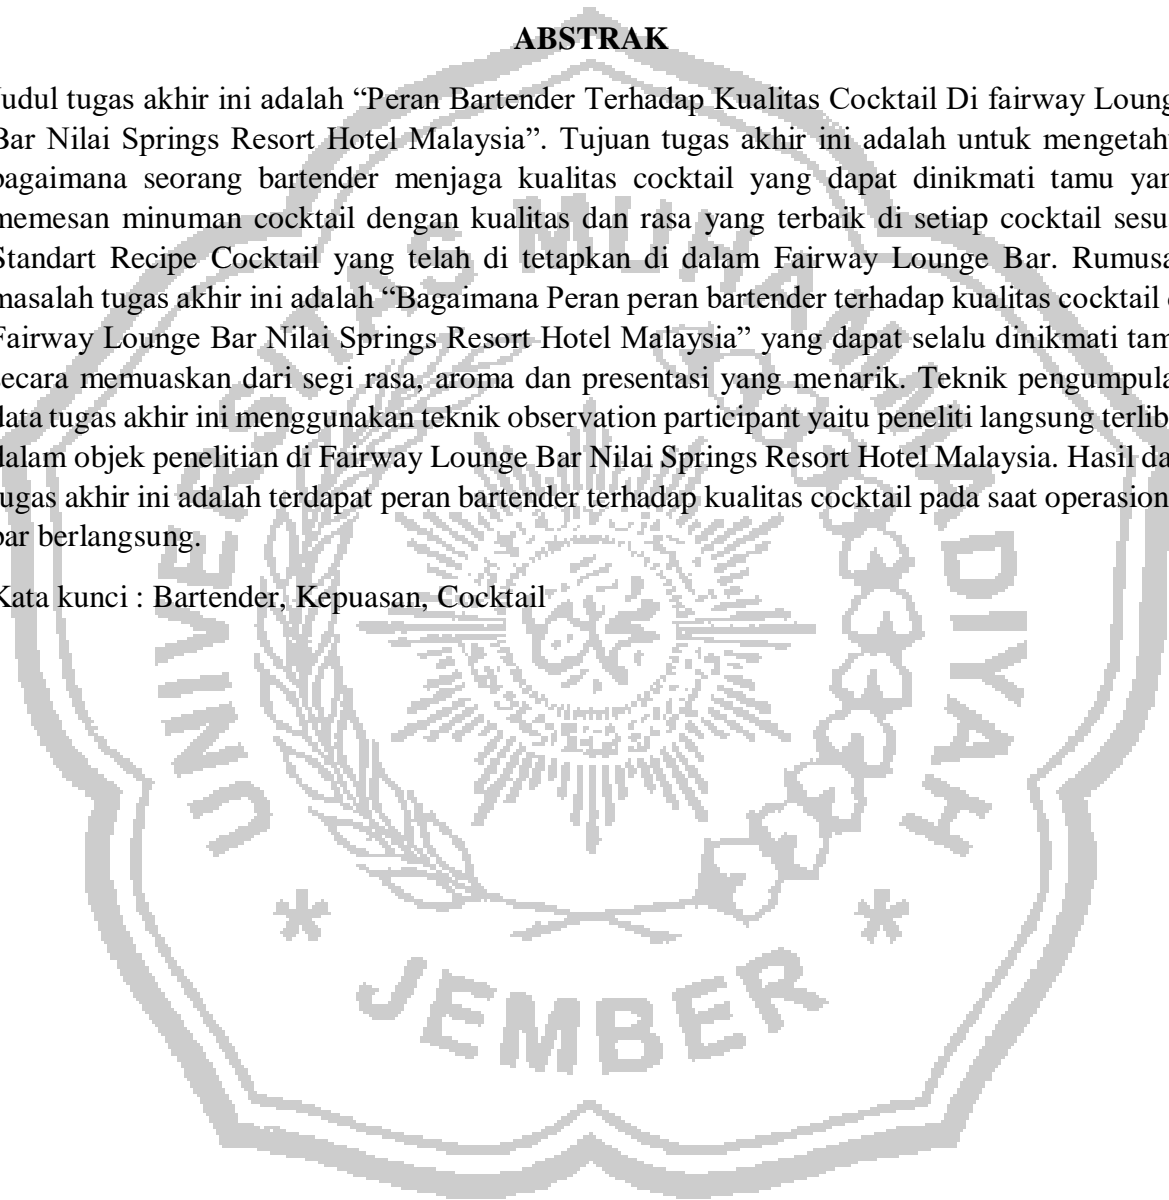 ABSTRAK
udul tugas akhir ini adalah “Peran Bartender Terhadap Kualitas Cocktail Di fairway Loung
Bar Nilai Springs Resort Hotel Malaysia”. Tujuan tugas akhir ini adalah untuk mengetah
bagaimana seorang bartender menjaga kualitas cocktail yang dapat dinikmati tamu yan
memesan minuman cocktail dengan kualitas dan rasa yang terbaik di setiap cocktail sesu
Standart Recipe Cocktail yang telah di tetapkan di dalam Fairway Lounge Bar. Rumusa
masalah tugas akhir ini adalah “Bagaimana Peran peran bartender terhadap kualitas cocktail d
Fairway Lounge Bar Nilai Springs Resort Hotel Malaysia” yang dapat selalu dinikmati tam
secara memuaskan dari segi rasa, aroma dan presentasi yang menarik. Teknik pengumpula
data tugas akhir ini menggunakan teknik observation participant yaitu peneliti langsung terlib
dalam objek penelitian di Fairway Lounge Bar Nilai Springs Resort Hotel Malaysia. Hasil da
tugas akhir ini adalah terdapat peran bartender terhadap kualitas cocktail pada saat operasion
bar berlangsung.
Kata kunci : Bartender, Kepuasan, Cocktail
UNIVERSITAS MUHAMMADIYAH
* JEMBER *